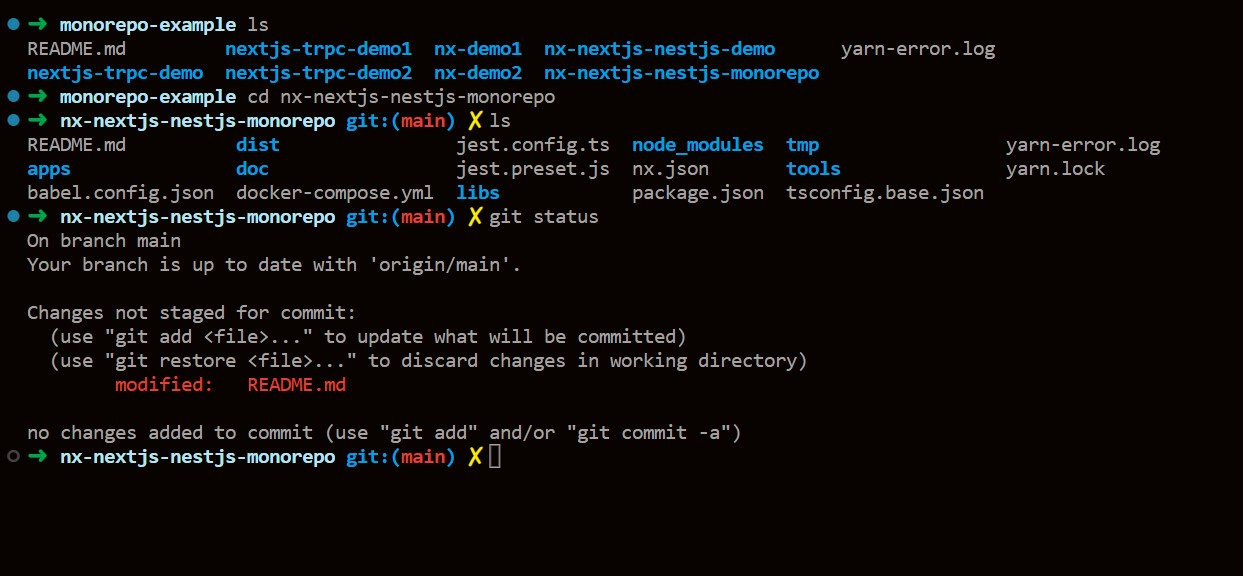 ➜ monorepo-example ls
README.md nextjs-trpc-demo1 nx-demo1 nx-nextjs-nestjs-demo yarn-error.log
nextjs-trpc-demo nextjs-trpc-demo2 nx-demo2 nx-nextjs-nestjs-monorepo
➜ monorepo-example cd nx-nextjs-nestjs-monorepo
➜ nx-nextjs-nestjs-monorepo git:(main) ✗ ls
README.md dist jest.config.ts node_modules tmp yarn-error.log
apps doc jest.preset.js nx.json tools yarn.lock
babel.config.json docker-compose.yml libs package.json tsconfig.base.json
➜ nx-nextjs-nestjs-monorepo git:(main) ✗ git status
On branch main
Your branch is up to date with 'origin/main'.
Changes not staged for commit:
(use "git add <file>..." to update what will be committed)
(use "git restore <file>..." to discard changes in working directory)
modified: README.md
no changes added to commit (use "git add" and/or "git commit -a")
➜ nx-nextjs-nestjs-monorepo git:(main) ✗